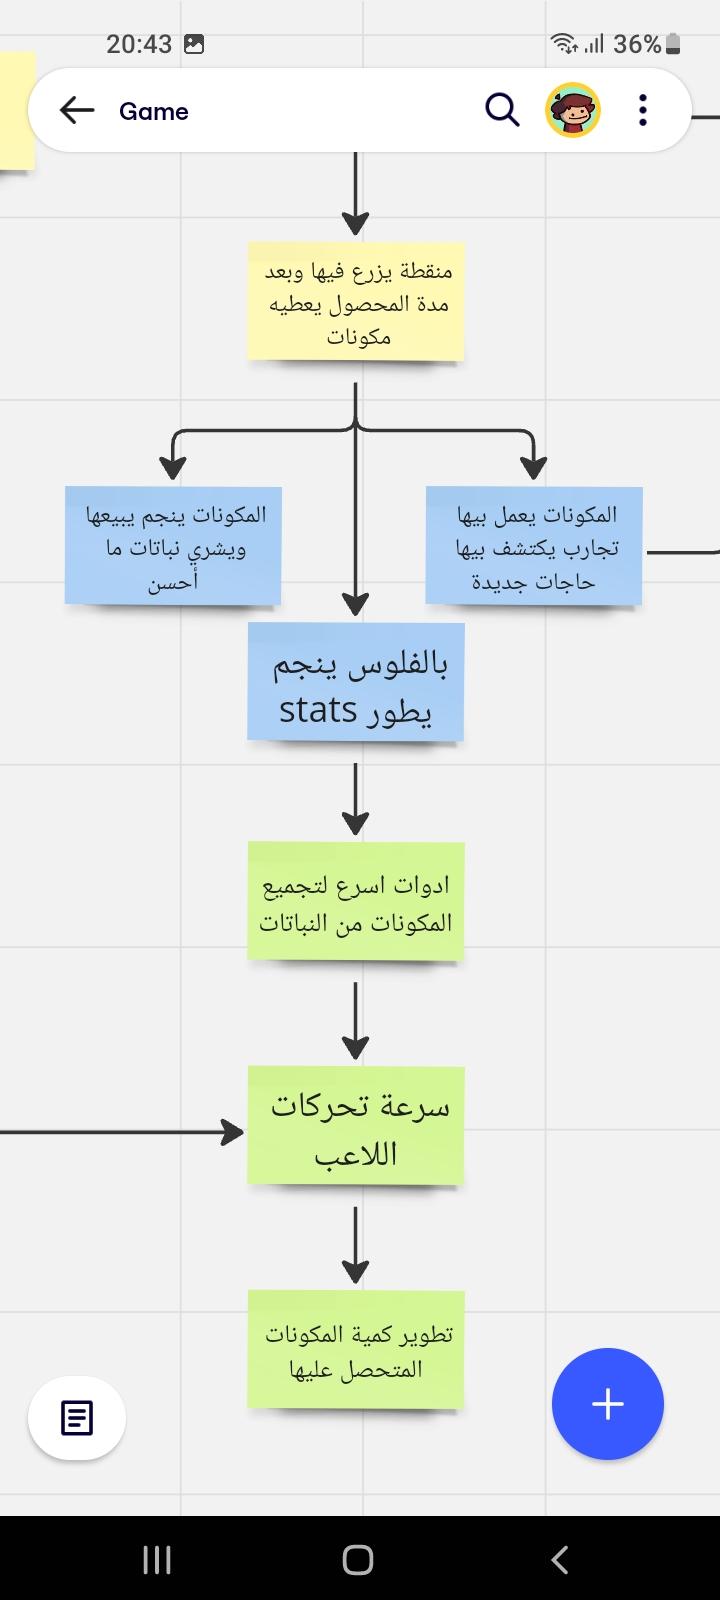 20:43
36%
Game
منقطة يزرع فيها وبعد
مدة المحصول يعطيه
مكونات
المكونات ينجم يبيعها
ويشري نباتات ما
أحسن
المكونات يعمل بيها
تجارب يكتشف بيها
حاجات جديدة
بالفلوس ينجم
يطور stats
ادوات اسرع لتجميع
المكونات من النباتات
سرعة تحركات
اللاعب
تطوير كمية المكونات
المتحصل عليها